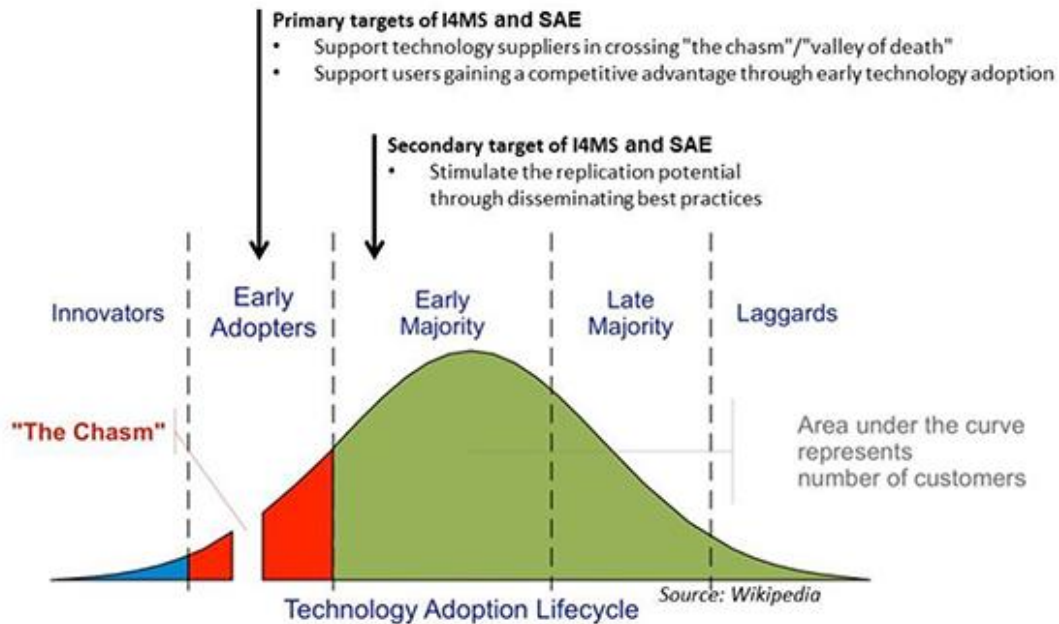 Primary targets of I4MS and SAE
• Support technology suppliers in crossing "the chasm"/"valley of death"
• Support users gaining a competitive advantage through early technology adoption
Secondary target of I4MS and SAE
• Stimulate the replication potential
through disseminating best practices
Innovators
Early
Adopters
Early
Majority
Late
Majority
Laggards
"The Chasm"
Area under the curve
represents
number of customers
Source: Wikipedia
Technology Adoption Lifecycle